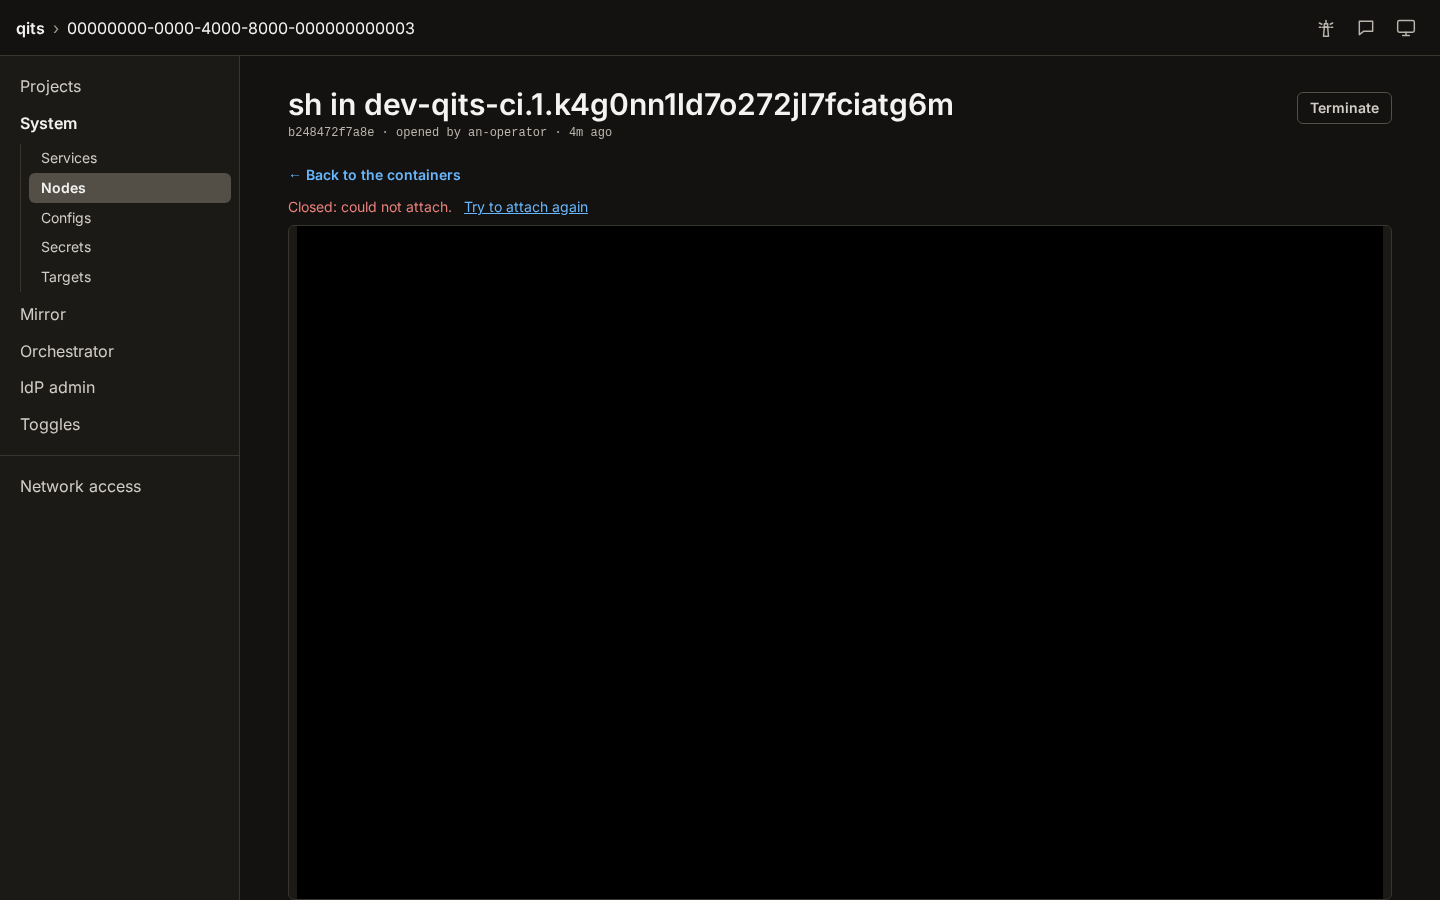 qits › 00000000-0000-4000-8000-000000000003
Projects
System
Services
Nodes
Configs
Secrets
Targets
Mirror
Orchestrator
IdP admin
Toggles
Network access
sh in dev-qits-ci.1.k4g0nn1ld7o272jl7fciatg6m
Terminate
b248472f7a8e · opened by an-operator · 4m ago
← Back to the containers
Closed: could not attach. Try to attach again